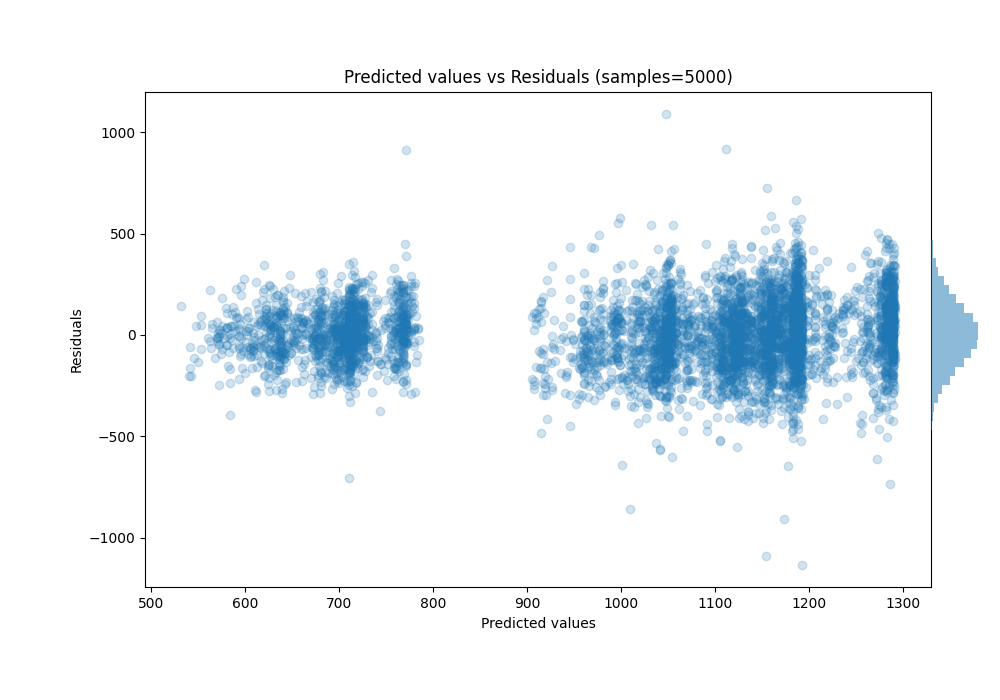 Predicted values vs Residuals (samples=5000)
1000
500
0
−500
−1000
Residuals
500 600 700 800 900 1000 1100 1200 1300
Predicted values